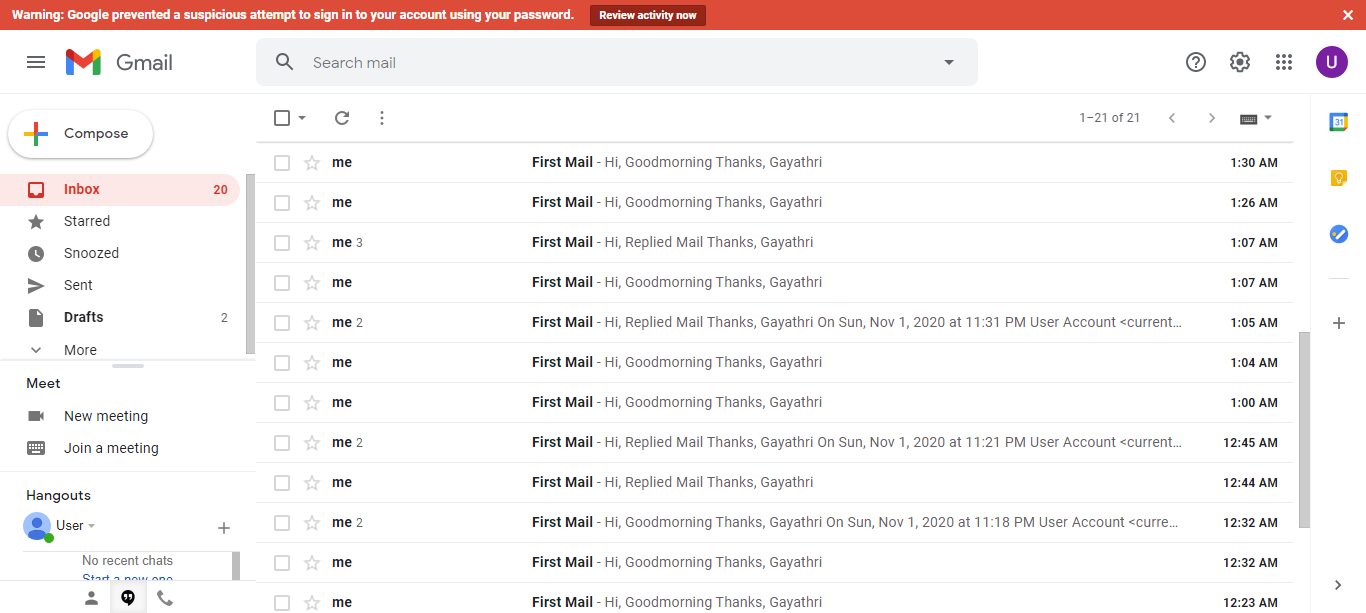 Warning: Google prevented a suspicious attempt to sign in to your account using your password. Review activity now
Gmail
Search mail
U
Compose
1–21 of 21
31
Inbox 20
Starred
Snoozed
Sent
Drafts 2
More
Meet
New meeting
Join a meeting
Hangouts
User
No recent chats
Start a new one
me First Mail - Hi, Goodmorning Thanks, Gayathri 1:30 AM
me First Mail - Hi, Goodmorning Thanks, Gayathri 1:26 AM
me 3 First Mail - Hi, Replied Mail Thanks, Gayathri 1:07 AM
me First Mail - Hi, Goodmorning Thanks, Gayathri 1:07 AM
me 2 First Mail - Hi, Replied Mail Thanks, Gayathri On Sun, Nov 1, 2020 at 11:31 PM User Account <current... 1:05 AM
me First Mail - Hi, Goodmorning Thanks, Gayathri 1:04 AM
me First Mail - Hi, Goodmorning Thanks, Gayathri 1:00 AM
me 2 First Mail - Hi, Replied Mail Thanks, Gayathri On Sun, Nov 1, 2020 at 11:21 PM User Account <current... 12:45 AM
me First Mail - Hi, Replied Mail Thanks, Gayathri 12:44 AM
me 2 First Mail - Hi, Goodmorning Thanks, Gayathri On Sun, Nov 1, 2020 at 11:18 PM User Account <curre... 12:32 AM
me First Mail - Hi, Goodmorning Thanks, Gayathri 12:32 AM
me First Mail - Hi, Goodmorning Thanks, Gayathri 12:23 AM